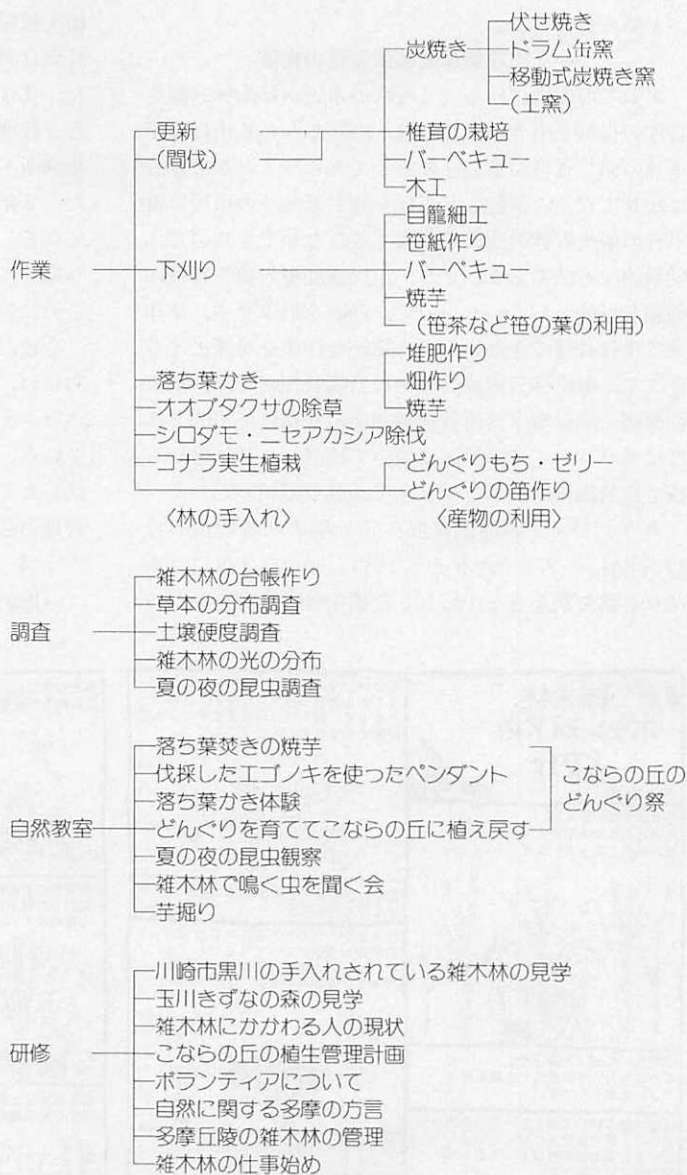 伏せ焼き
炭焼き ドラム缶窯
移動式炭焼き窯
(土窯)
更新 椎茸の栽培
(間伐) バーベキュー
木工
目籠細工
笹紙作り
作業 下刈り バーベキュー
焼芋
(笹茶など笹の葉の利用)
堆肥作り
落ち葉かき 畑作り
オオブタクサの除草 焼芋
シロダモ・ニセアカシア除伐
コナラ実生植栽 どんぐりもち・ゼリー
どんぐりの笛作り
〈林の手入れ〉 〈産物の利用〉
雑木林の台帳作り
草本の分布調査
調査 土壌硬度調査
雑木林の光の分布
夏の夜の昆虫調査
落ち葉焚きの焼芋
伐採したエゴノキを使ったペンダント こならの丘の
落ち葉かき体験 どんぐり祭
自然教室 どんぐりを育ててこならの丘に植え戻す
夏の夜の昆虫観察
雑木林で鳴く虫を聞く会
芋掘り
川崎市黒川の手入れされている雑木林の見学
玉川きずなの森の見学
雑木林にかかわる人の現状
研修 こならの丘の植生管理計画
ボランティアについて
自然に関する多摩の方言
多摩丘陵の雑木林の管理
雑木林の仕事始め